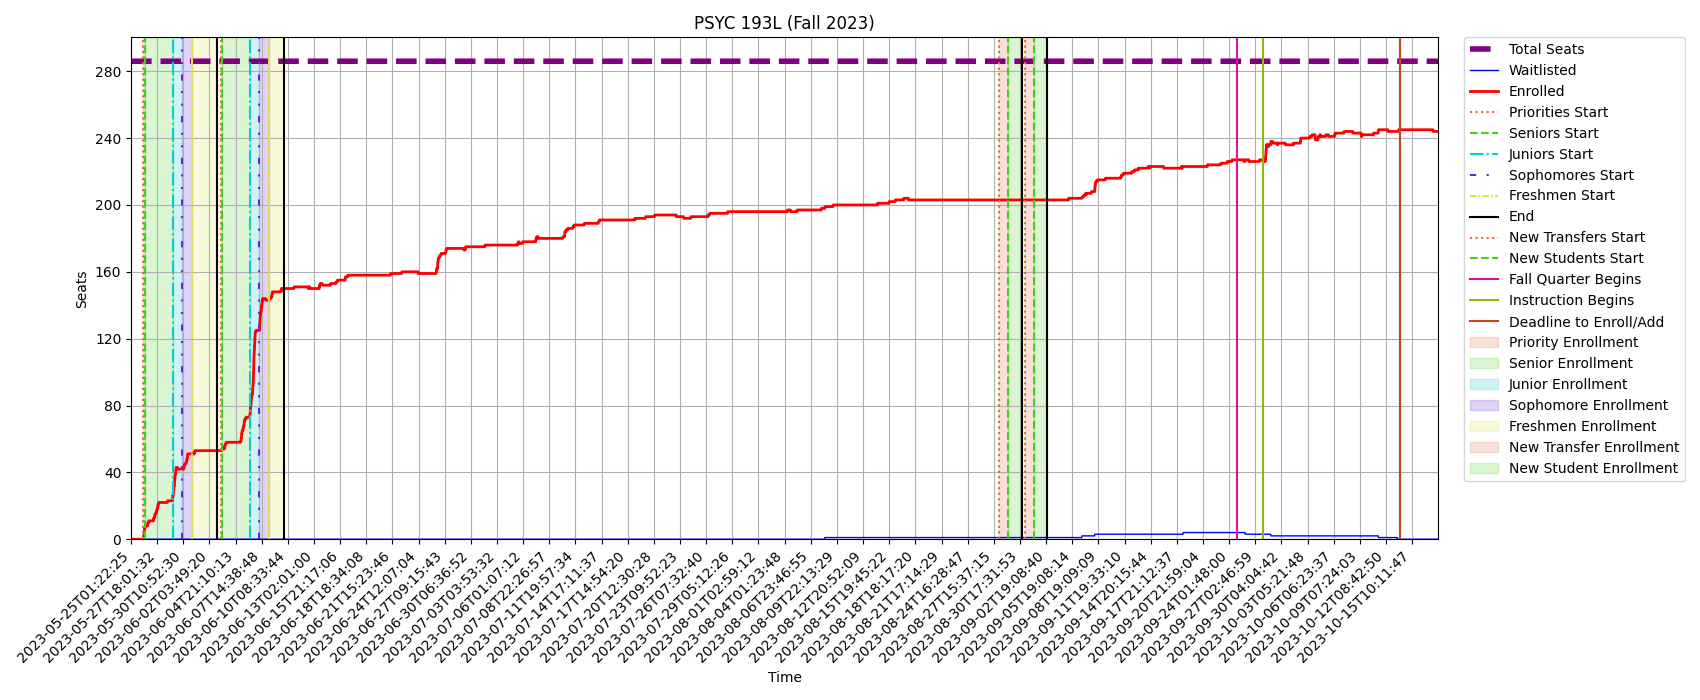 PSYC 193L (Fall 2023)
Seats
280
240
200
160
120
80
40
0
2023-05-25T01:22:25
2023-05-27T18:01:32
2023-05-30T10:52:30
2023-06-02T03:49:20
2023-06-04T21:10:13
2023-06-07T14:38:48
2023-06-10T08:33:44
2023-06-13T02:01:00
2023-06-15T21:17:06
2023-06-18T18:34:08
2023-06-21T15:23:46
2023-06-24T12:07:04
2023-06-27T09:15:43
2023-06-30T06:36:52
2023-07-03T03:53:32
2023-07-06T01:07:12
2023-07-08T22:26:57
2023-07-11T19:57:34
2023-07-14T17:11:37
2023-07-17T14:54:20
2023-07-20T12:30:28
2023-07-23T09:52:23
2023-07-26T07:32:40
2023-07-29T05:12:26
2023-08-01T02:59:12
2023-08-04T01:23:48
2023-08-06T23:46:55
2023-08-09T22:13:29
2023-08-12T20:52:09
2023-08-15T19:45:22
2023-08-18T18:17:20
2023-08-21T17:14:29
2023-08-24T16:28:47
2023-08-27T15:37:15
2023-08-30T17:31:53
2023-09-02T19:08:40
2023-09-05T19:08:14
2023-09-08T19:09:09
2023-09-11T19:33:10
2023-09-14T20:15:44
2023-09-17T21:12:37
2023-09-20T21:59:04
2023-09-24T01:48:00
2023-09-27T02:46:59
2023-09-30T04:04:42
2023-10-03T05:21:48
2023-10-06T06:23:37
2023-10-09T07:24:03
2023-10-12T08:42:50
2023-10-15T10:11:47
Time
Total Seats
Waitlisted
Enrolled
Priorities Start
Seniors Start
Juniors Start
Sophomores Start
Freshmen Start
End
New Transfers Start
New Students Start
Fall Quarter Begins
Instruction Begins
Deadline to Enroll/Add
Priority Enrollment
Senior Enrollment
Junior Enrollment
Sophomore Enrollment
Freshmen Enrollment
New Transfer Enrollment
New Student Enrollment